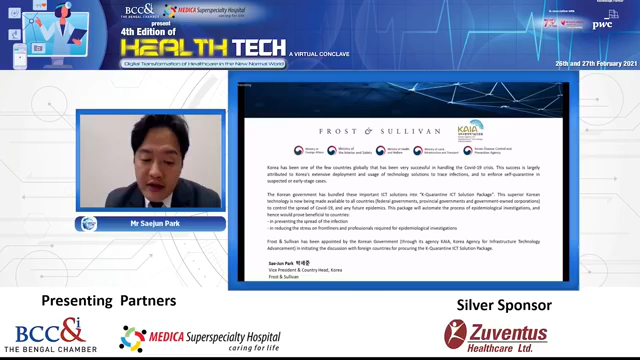 BCC&i
THE BENGAL CHAMBER
MEDICA Superspecialty Hospital
caring for life
present
4th Edition of
HEALTH TECH
A VIRTUAL CONCLAVE
Digital Transformation of Healthcare in the New Normal World
pwc
26th and 27th February 2021
FROST & SULLIVAN
KAIA
Korea has been one of the few countries globally that has been very successful in handling the Covid-19 crisis. This success is largely
attributed to Korea's extensive deployment and usage of technology solutions to trace infections, and to enforce self-quarantine in
suspected or early-stage cases.
The Korean government has bundled these important ICT solutions into "K-Quarantine ICT Solution Package". This superior Korean
technology is now being made available to all countries (federal governments, provincial governments and government-owned corporations)
to control the spread of Covid-19, and any future epidemics. This package will automate the process of epidemiological investigations, and
hence would prove beneficial to countries:
- in preventing the spread of the infection
- in reducing the stress on frontliners and professionals required for epidemiological investigations
Frost & Sullivan has been appointed by the Korean Government (through its agency KAIA, Korea Agency for Infrastructure Technology
Advancement) in initiating the discussion with foreign countries for procuring the K-Quarantine ICT Solution Package.
Sae-Jun Park 박세준
Vice President & Country Head, Korea
Frost & Sullivan
Mr Saejun Park
Presenting Partners
Silver Sponsor
BCC&i
THE BENGAL CHAMBER
MEDICA Superspecialty Hospital
caring for life
Zuventus
Healthcare Ltd.